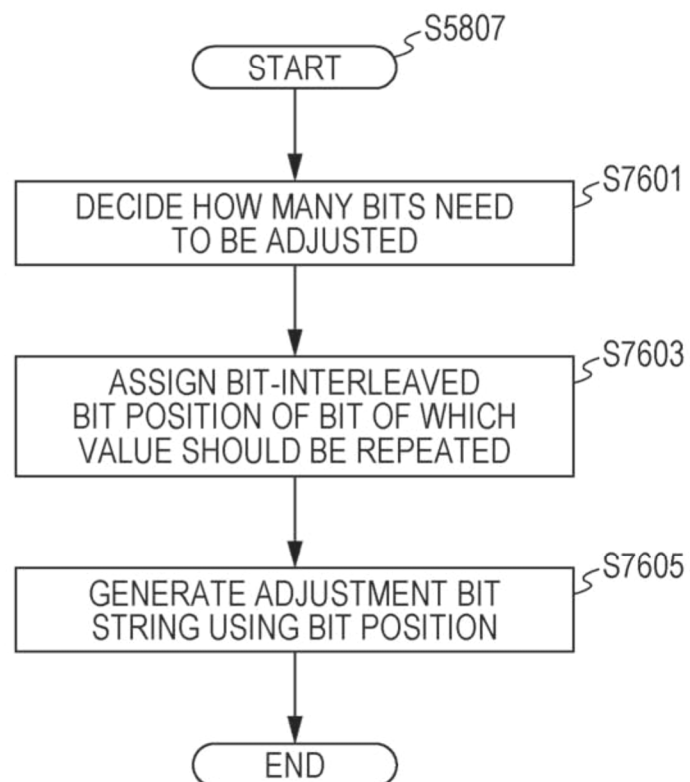 S5807
START
S7601
DECIDE HOW MANY BITS NEED
TO BE ADJUSTED
S7603
ASSIGN BIT-INTERLEAVED
BIT POSITION OF BIT OF WHICH
VALUE SHOULD BE REPEATED
S7605
GENERATE ADJUSTMENT BIT
STRING USING BIT POSITION
END